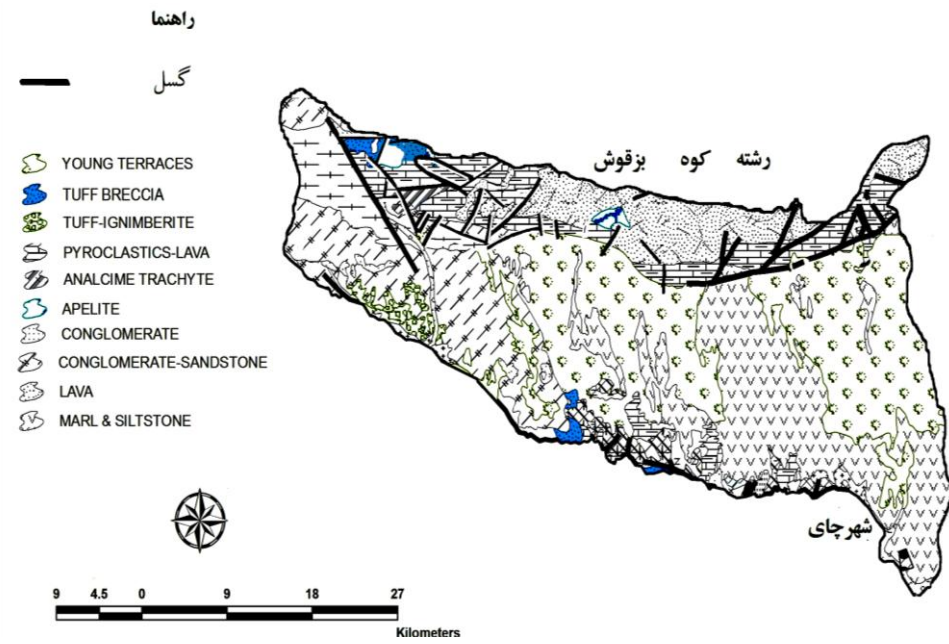 راهنما
گسل
YOUNG TERRACES
TUFF BRECCIA
TUFF-IGNIMBERITE
PYROCLASTICS-LAVA
ANALCIME TRACHYTE
APELITE
CONGLOMERATE
CONGLOMERATE-SANDSTONE
LAVA
MARL & SILTSTONE
رشته کوه بزقوش
شهرچای
9 4.5 0 9 18 27
Kilometers